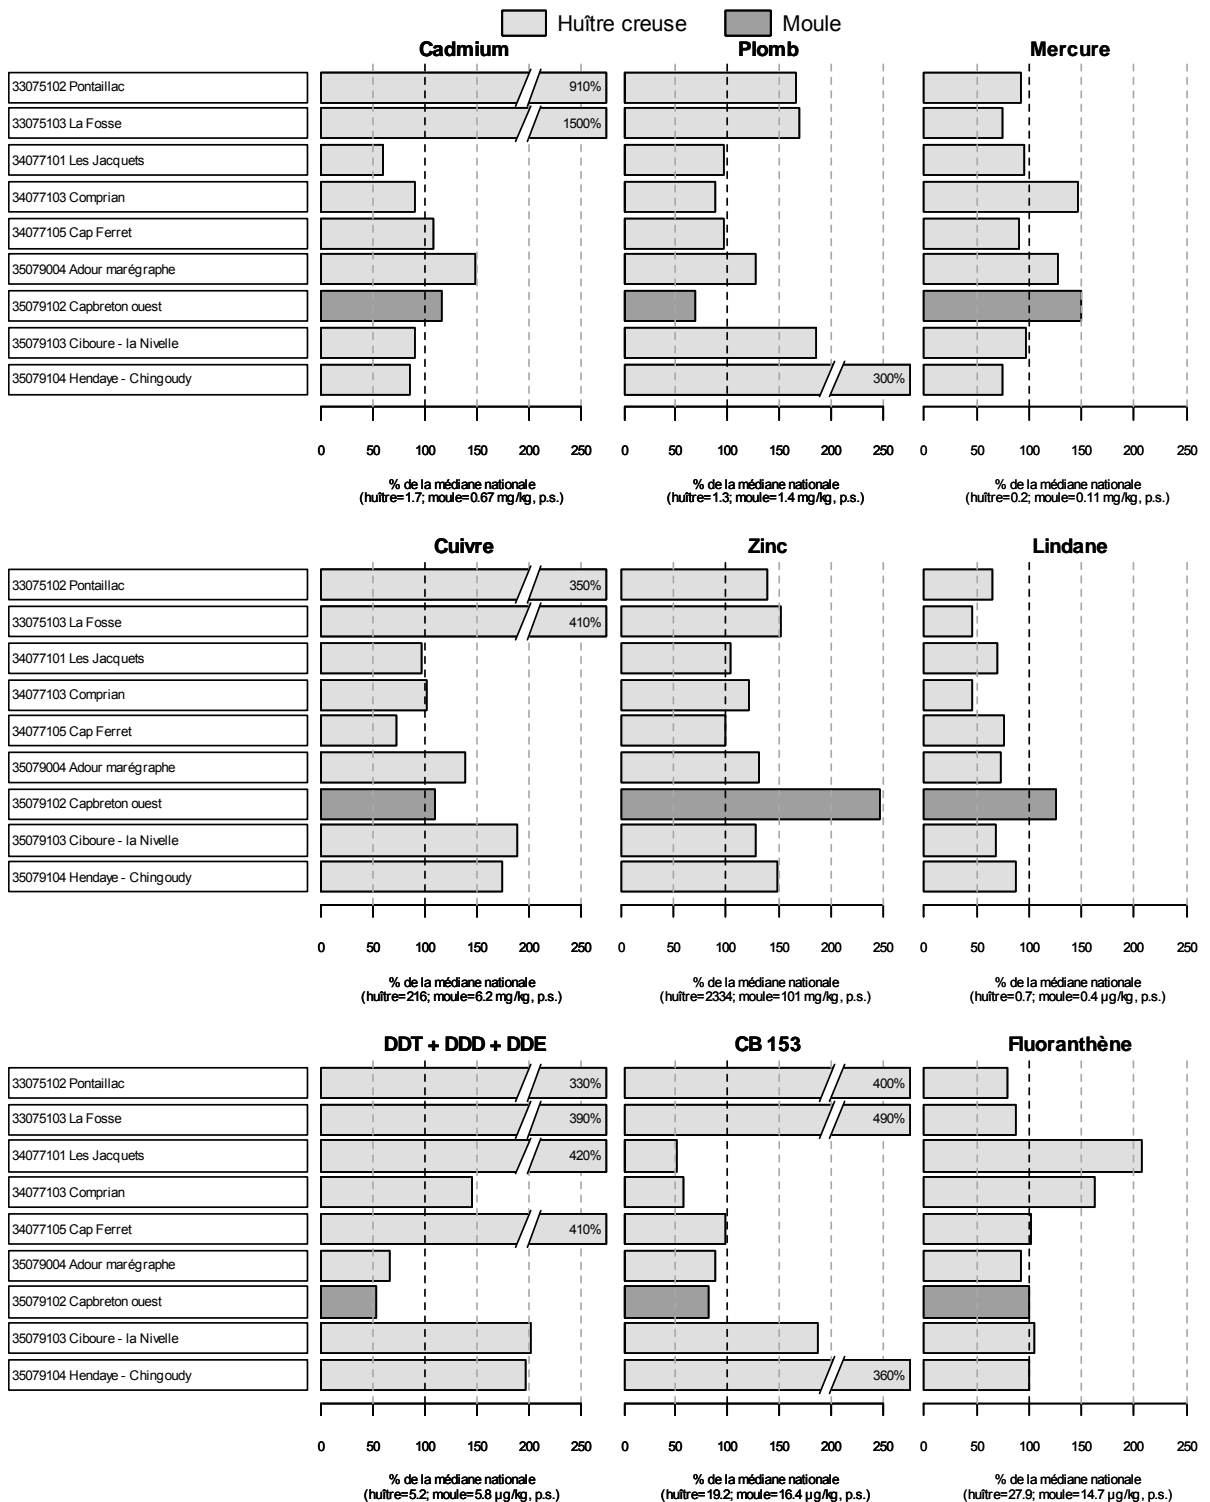 Huître creuse Moule
Cadmium Plomb Mercure
33075102 Pontaillac 910%
33075103 La Fosse 1500%
34077101 Les Jacquets
34077103 Comprian
34077105 Cap Ferret
35079004 Adour marégraphe
35079102 Capbreton ouest
35079103 Ciboure - la Nivelle
35079104 Hendaye - Chingoudy 300%
0 50 100 150 200 250 0 50 100 150 200 250 0 50 100 150 200 250
% de la médiane nationale % de la médiane nationale % de la médiane nationale
(huître=1.7; moule=0.67 mg/kg, p.s.) (huître=1.3; moule=1.4 mg/kg, p.s.) (huître=0.2; moule=0.11 mg/kg, p.s.)
Cuivre Zinc Lindane
33075102 Pontaillac 350%
33075103 La Fosse 410%
34077101 Les Jacquets
34077103 Comprian
34077105 Cap Ferret
35079004 Adour marégraphe
35079102 Capbreton ouest
35079103 Ciboure - la Nivelle
35079104 Hendaye - Chingoudy
0 50 100 150 200 250 0 50 100 150 200 250 0 50 100 150 200 250
% de la médiane nationale % de la médiane nationale % de la médiane nationale
(huître=216; moule=6.2 mg/kg, p.s.) (huître=2334; moule=101 mg/kg, p.s.) (huître=0.7; moule=0.4 µg/kg, p.s.)
DDT + DDD + DDE CB 153 Fluoranthène
33075102 Pontaillac 330% 400%
33075103 La Fosse 390% 490%
34077101 Les Jacquets 420%
34077103 Comprian
34077105 Cap Ferret 410%
35079004 Adour marégraphe
35079102 Capbreton ouest
35079103 Ciboure - la Nivelle
35079104 Hendaye - Chingoudy 360%
0 50 100 150 200 250 0 50 100 150 200 250 0 50 100 150 200 250
% de la médiane nationale % de la médiane nationale % de la médiane nationale
(huître=5.2; moule=5.8 µg/kg, p.s.) (huître=19.2; moule=16.4 µg/kg, p.s.) (huître=27.9; moule=14.7 µg/kg, p.s.)